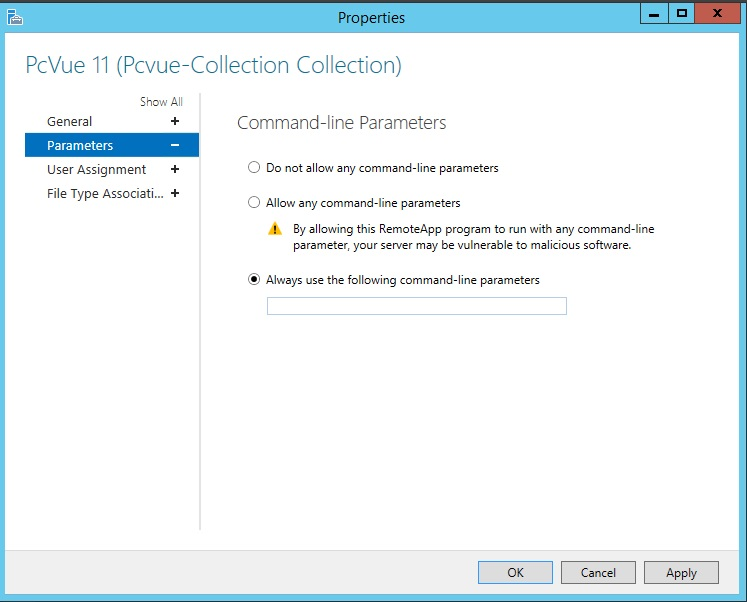 Properties
PcVue 11 (Pcvue-Collection Collection)
Show All
General +
Parameters −
User Assignment +
File Type Associati... +
Command-line Parameters
Do not allow any command-line parameters
Allow any command-line parameters
By allowing this RemoteApp program to run with any command-line
parameter, your server may be vulnerable to malicious software.
Always use the following command-line parameters
OK Cancel Apply